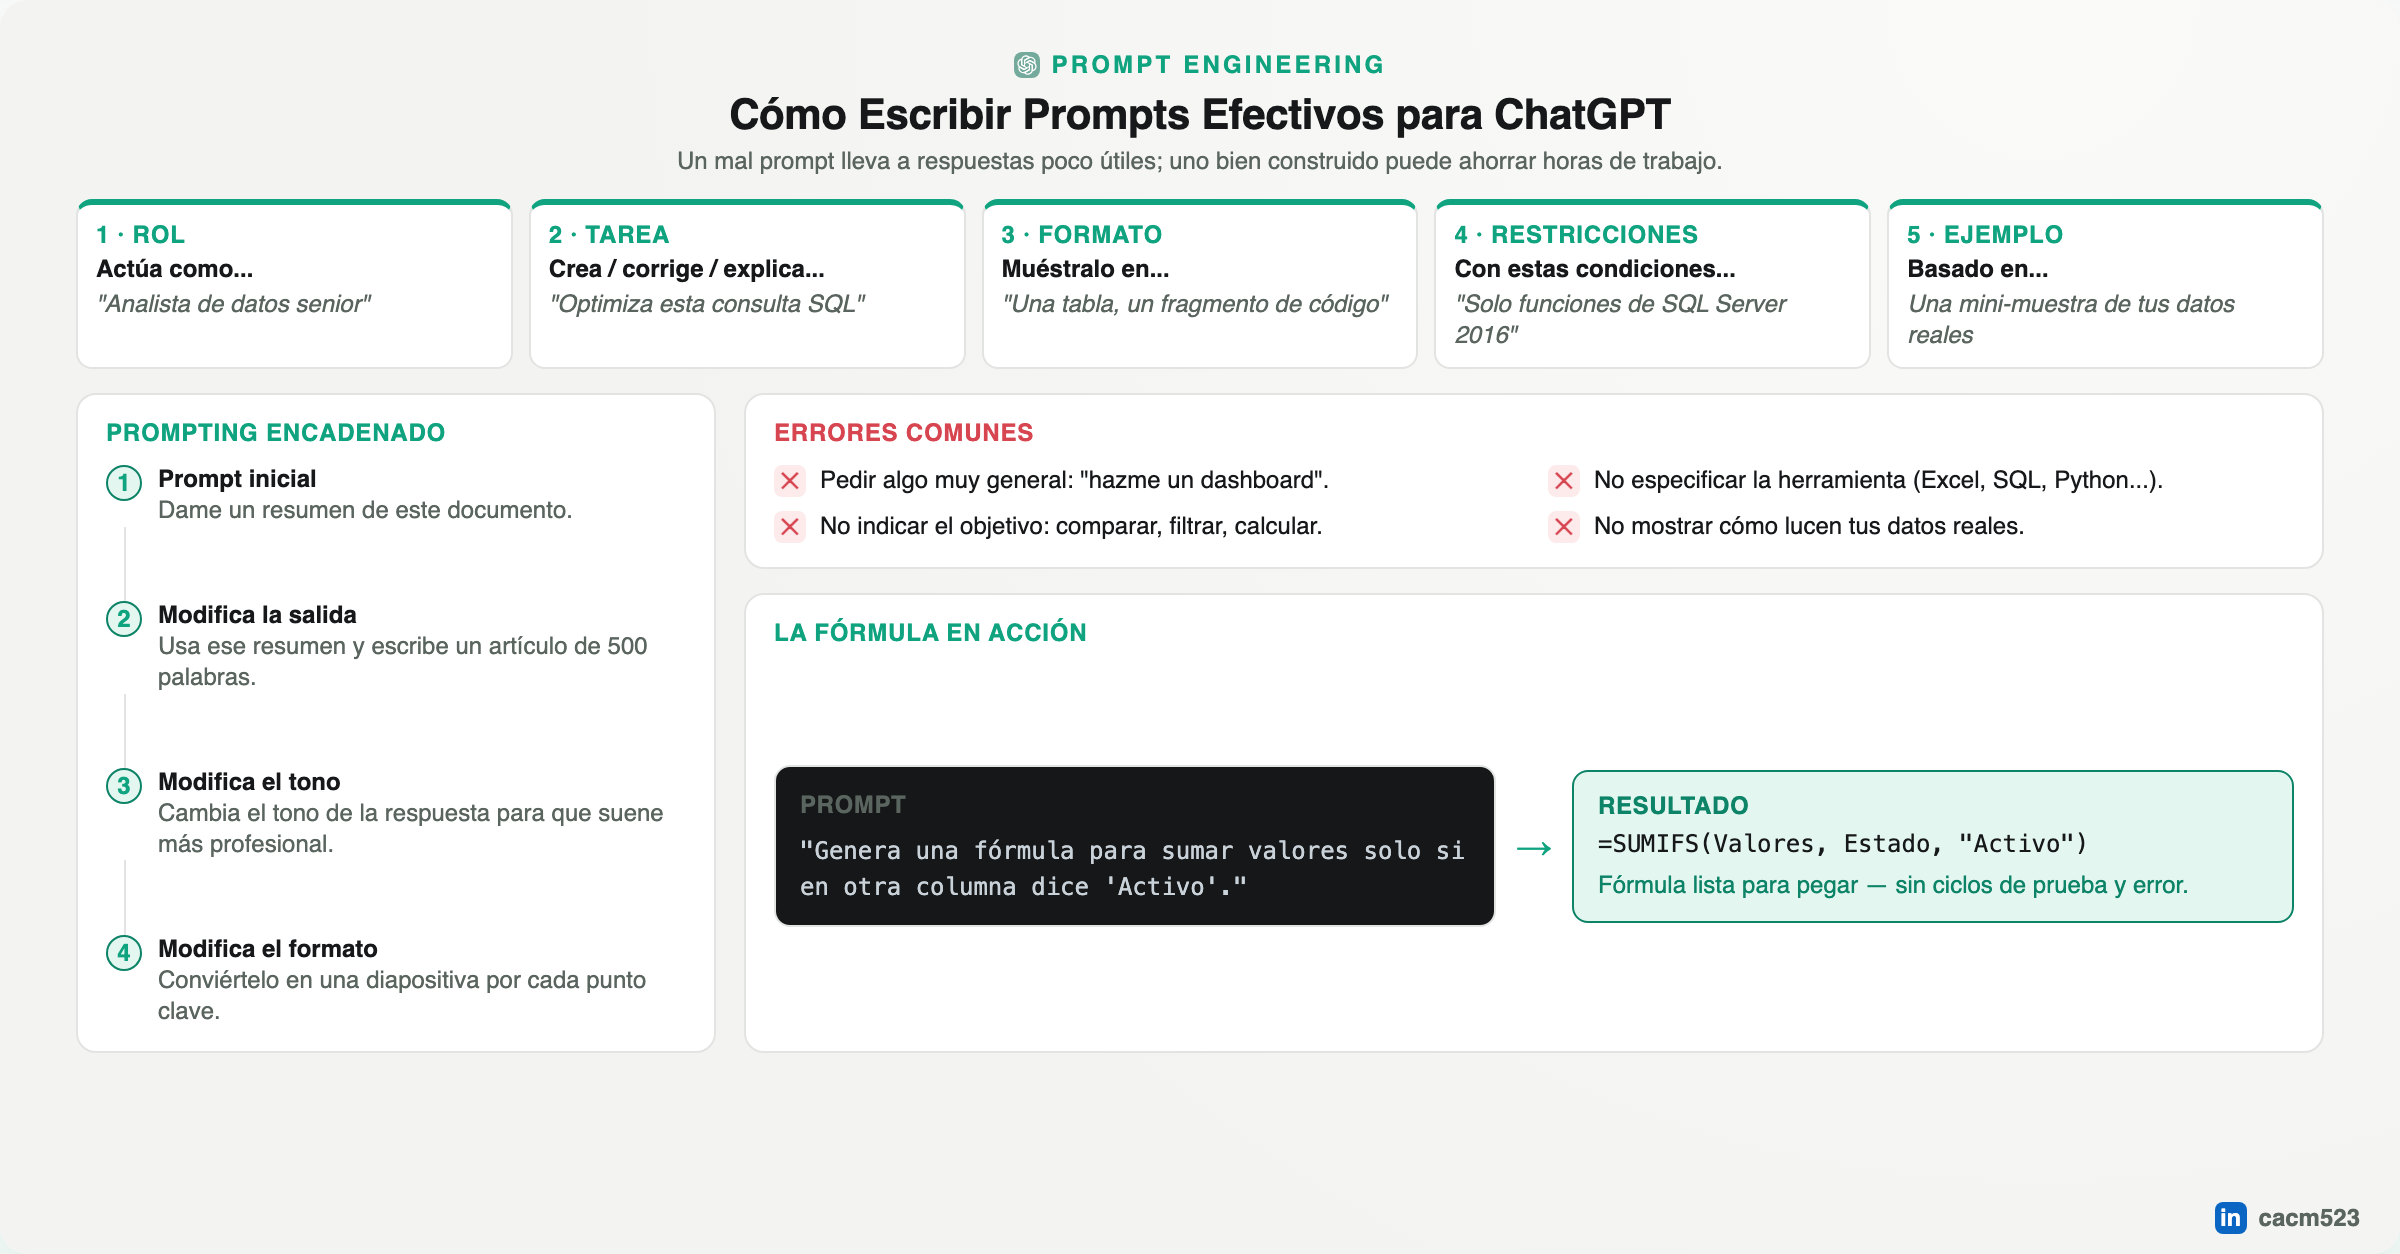 PROMPT ENGINEERING
Cómo Escribir Prompts Efectivos para ChatGPT
Un mal prompt lleva a respuestas poco útiles; uno bien construido puede ahorrar horas de trabajo.
1 · ROL
Actúa como...
"Analista de datos senior"
2 · TAREA
Crea / corrige / explica...
"Optimiza esta consulta SQL"
3 · FORMATO
Muéstralo en...
"Una tabla, un fragmento de código"
4 · RESTRICCIONES
Con estas condiciones...
"Solo funciones de SQL Server
2016"
5 · EJEMPLO
Basado en...
Una mini-muestra de tus datos
reales
PROMPTING ENCADENADO
1 Prompt inicial
Dame un resumen de este documento.
2 Modifica la salida
Usa ese resumen y escribe un artículo de 500
palabras.
3 Modifica el tono
Cambia el tono de la respuesta para que suene
más profesional.
4 Modifica el formato
Conviértelo en una diapositiva por cada punto
clave.
ERRORES COMUNES
Pedir algo muy general: "hazme un dashboard".
No especificar la herramienta (Excel, SQL, Python...).
No indicar el objetivo: comparar, filtrar, calcular.
No mostrar cómo lucen tus datos reales.
LA FÓRMULA EN ACCIÓN
PROMPT
"Genera una fórmula para sumar valores solo si
en otra columna dice 'Activo'."
→
RESULTADO
=SUMIFS(Valores, Estado, "Activo")
Fórmula lista para pegar — sin ciclos de prueba y error.
in cacm523